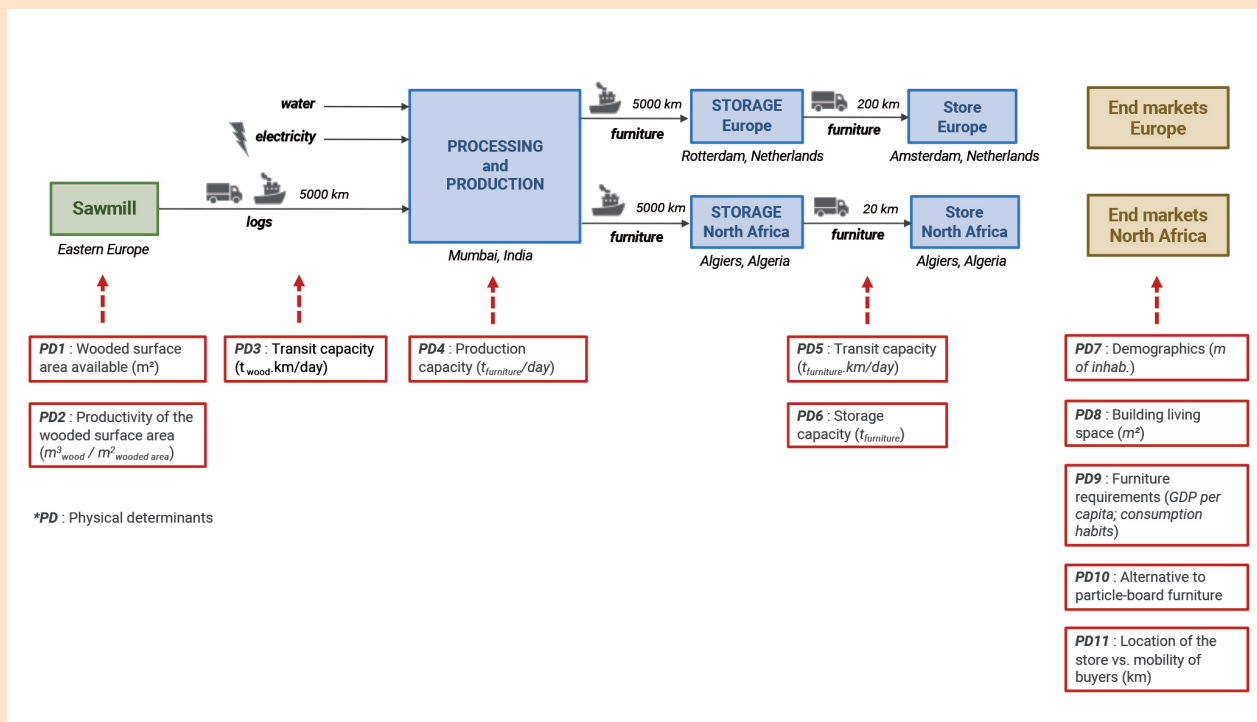 water
electricity
PROCESSING
and
PRODUCTION
Mumbai, India
Sawmill
Eastern Europe
5000 km
logs
5000 km
furniture
STORAGE
Europe
Rotterdam, Netherlands
200 km
furniture
Store
Europe
Amsterdam, Netherlands
End markets
Europe
5000 km
furniture
STORAGE
North Africa
Algiers, Algeria
20 km
furniture
Store
North Africa
Algiers, Algeria
End markets
North Africa
PD1 : Wooded surface
area available (m²)
PD2 : Productivity of the
wooded surface area
(m³wood / m²wooded area)
*PD : Physical determinants
PD3 : Transit capacity
(twood.km/day)
PD4 : Production
capacity (tfurniture/day)
PD5 : Transit capacity
(tfurniture.km/day)
PD6 : Storage
capacity (tfurniture)
PD7 : Demographics (m
of inhab.)
PD8 : Building living
space (m²)
PD9 : Furniture
requirements (GDP per
capita; consumption
habits)
PD10 : Alternative to
particle-board furniture
PD11 : Location of the
store vs. mobility of
buyers (km)